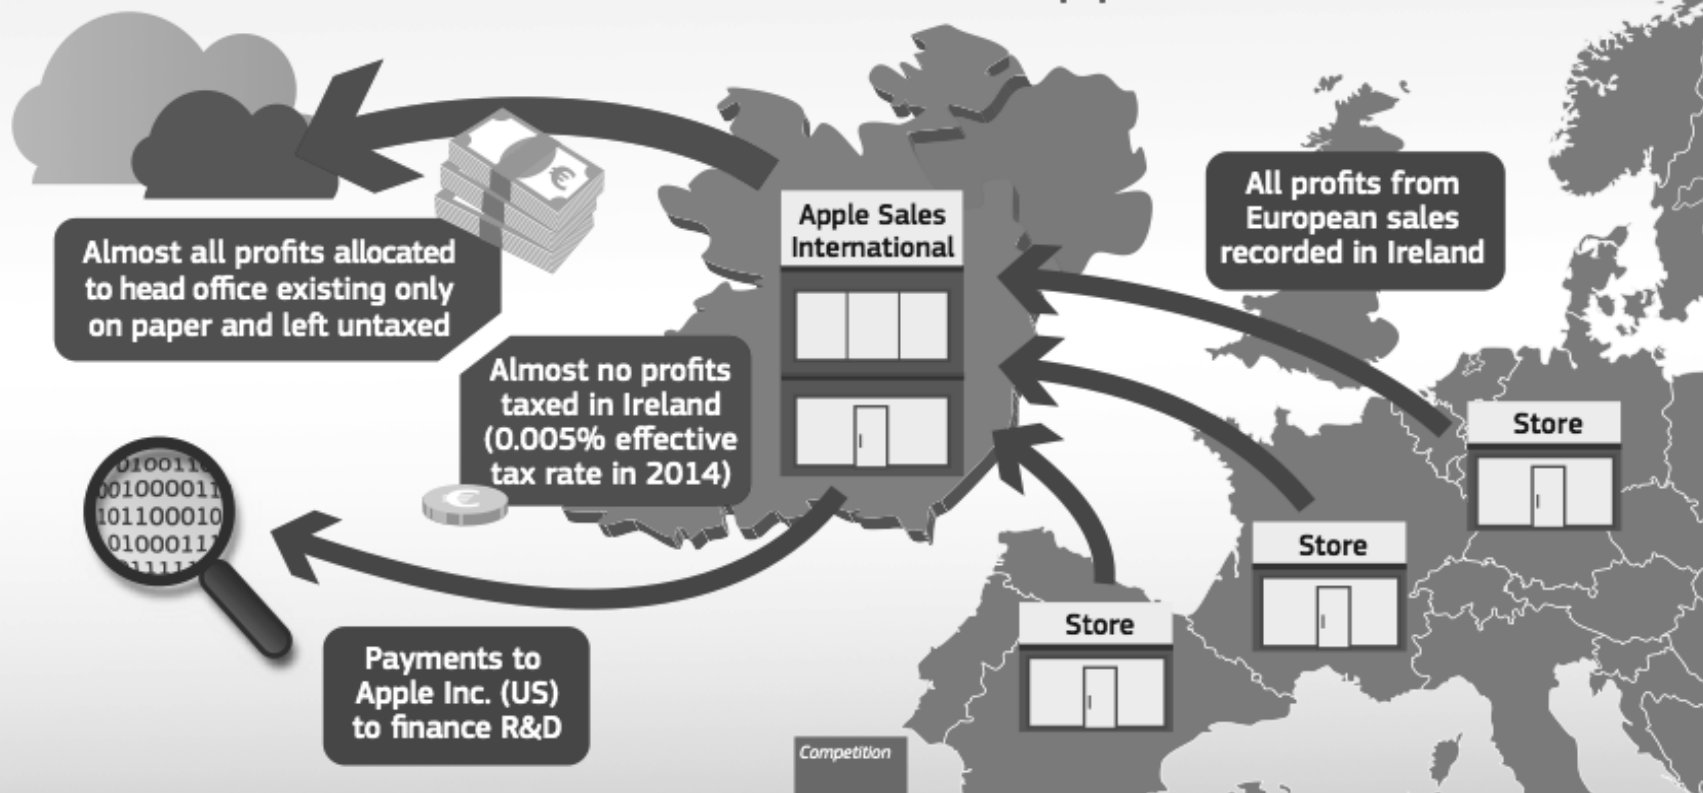 Apple Sales
International
All profits from
European sales
recorded in Ireland
Almost all profits allocated
to head office existing only
on paper and left untaxed
Almost no profits
taxed in Ireland
(0.005% effective
tax rate in 2014)
Store
Store
Store
Payments to
Apple Inc. (US)
to finance R&D
Competition